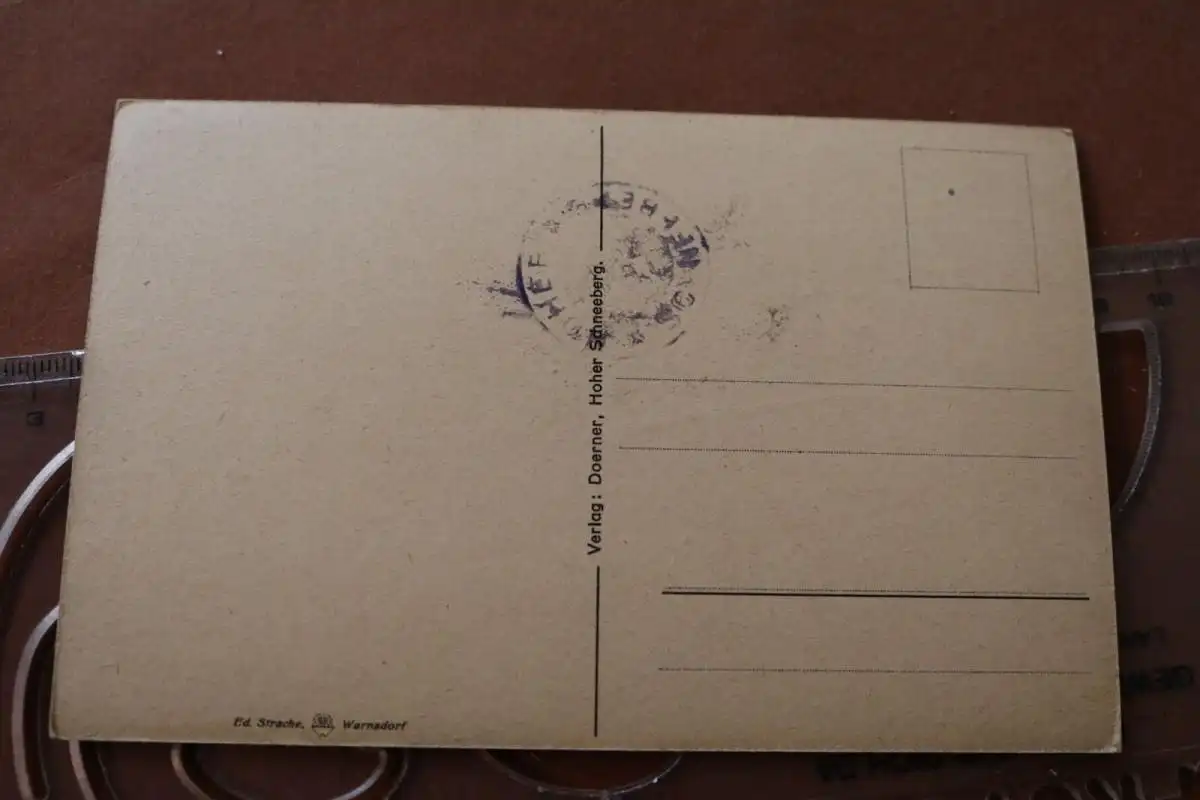 Verlag: Doerner, Hoher Schneeberg.
Ed. Strache, Warnsdorf